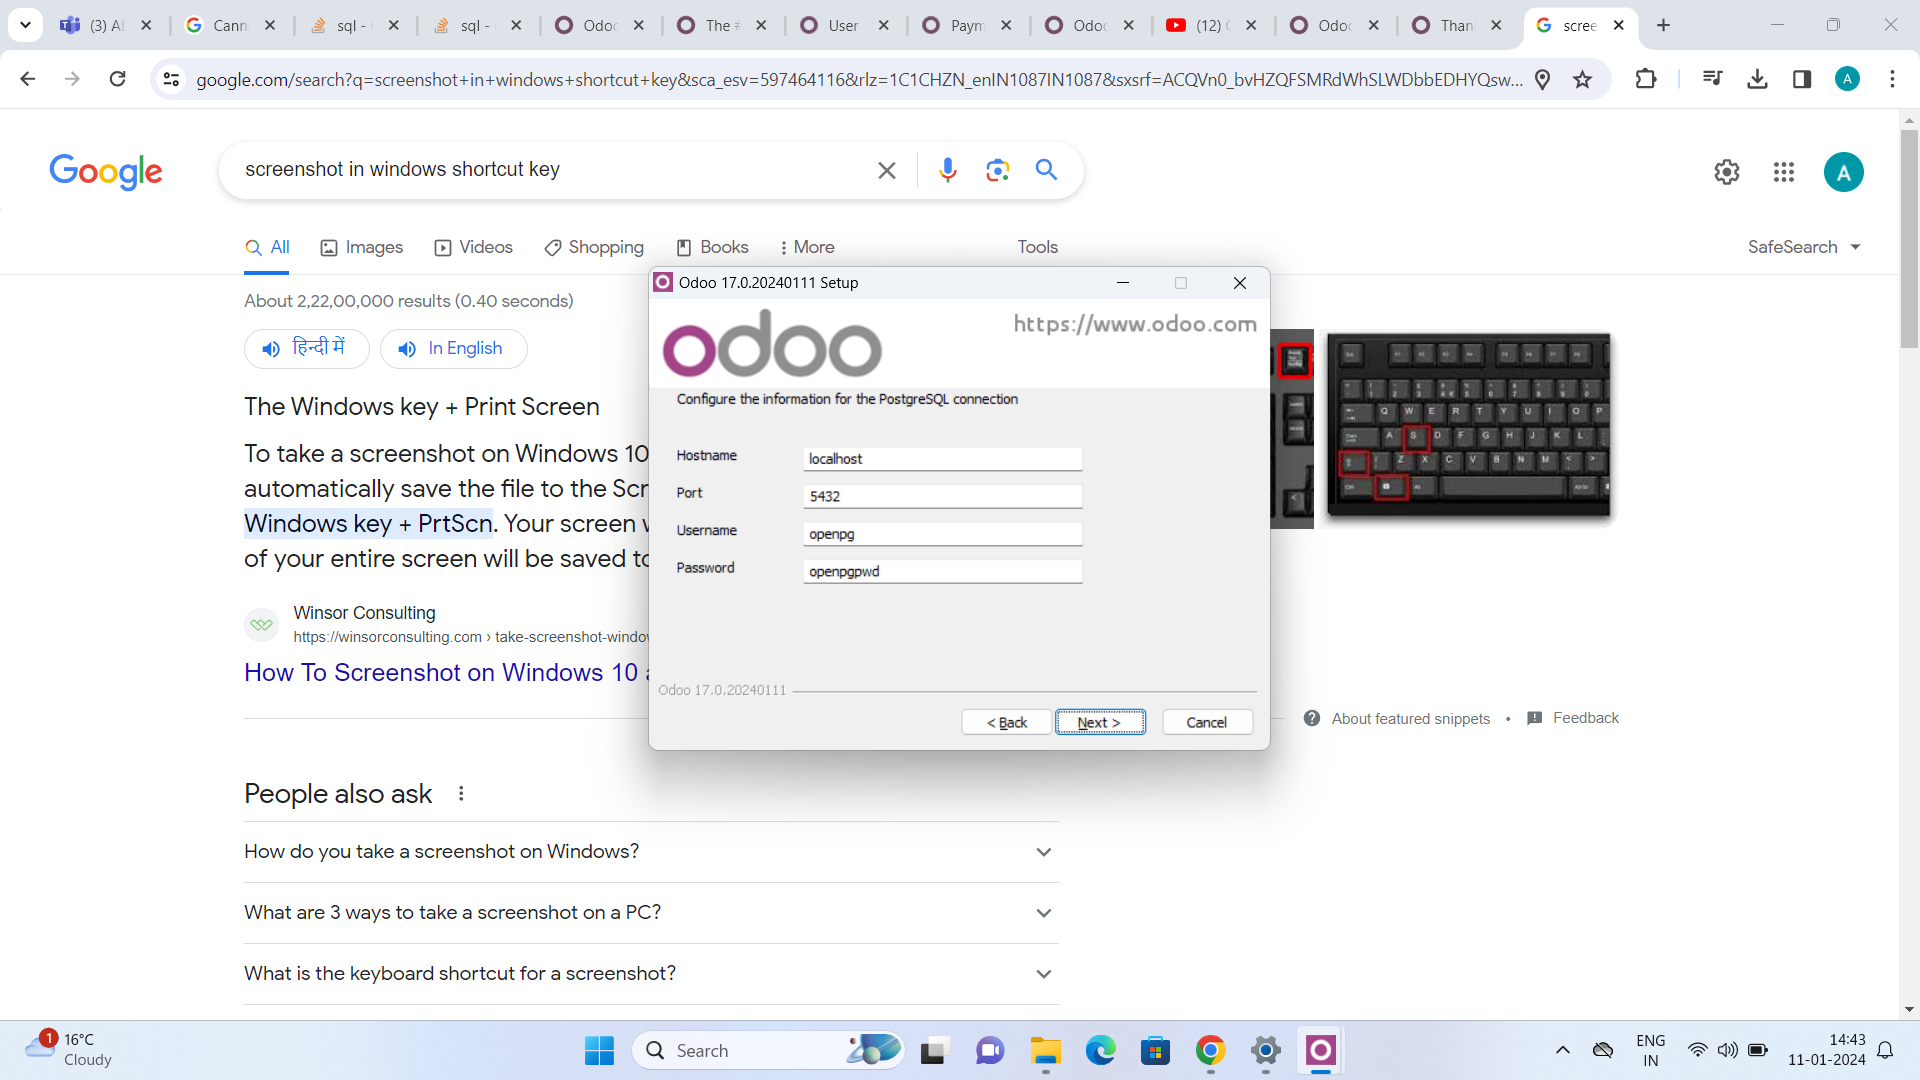 (3) Al
Cann
sql -
sql -
Odoo
The #
User
Paym
Odoo
(12) C
Odoo
Than
scree
google.com/search?q=screenshot+in+windows+shortcut+key&sca_esv=597464116&rlz=1C1CHZN_enIN1087IN1087&sxsrf=ACQVn0_bvHZQFSMRdWhSLWDbbEDHYQsw...
A
Google
screenshot in windows shortcut key
A
All
Images
Videos
Shopping
Books
More
Tools
SafeSearch
About 2,22,00,000 results (0.40 seconds)
हिन्दी में
In English
The Windows key + Print Screen
To take a screenshot on Windows 10
automatically save the file to the Scr
Windows key + PrtScn. Your screen w
of your entire screen will be saved to
Winsor Consulting
https://winsorconsulting.com › take-screenshot-window
How To Screenshot on Windows 10 a
Odoo 17.0.20240111 Setup
odoo
https://www.odoo.com
Configure the information for the PostgreSQL connection
Hostname
localhost
Port
5432
Username
openpg
Password
openpgpwd
Odoo 17.0.20240111
< Back
Next >
Cancel
About featured snippets
•
Feedback
People also ask
How do you take a screenshot on Windows?
What are 3 ways to take a screenshot on a PC?
What is the keyboard shortcut for a screenshot?
1
16°C
Cloudy
Search
ENG
IN
14:43
11-01-2024